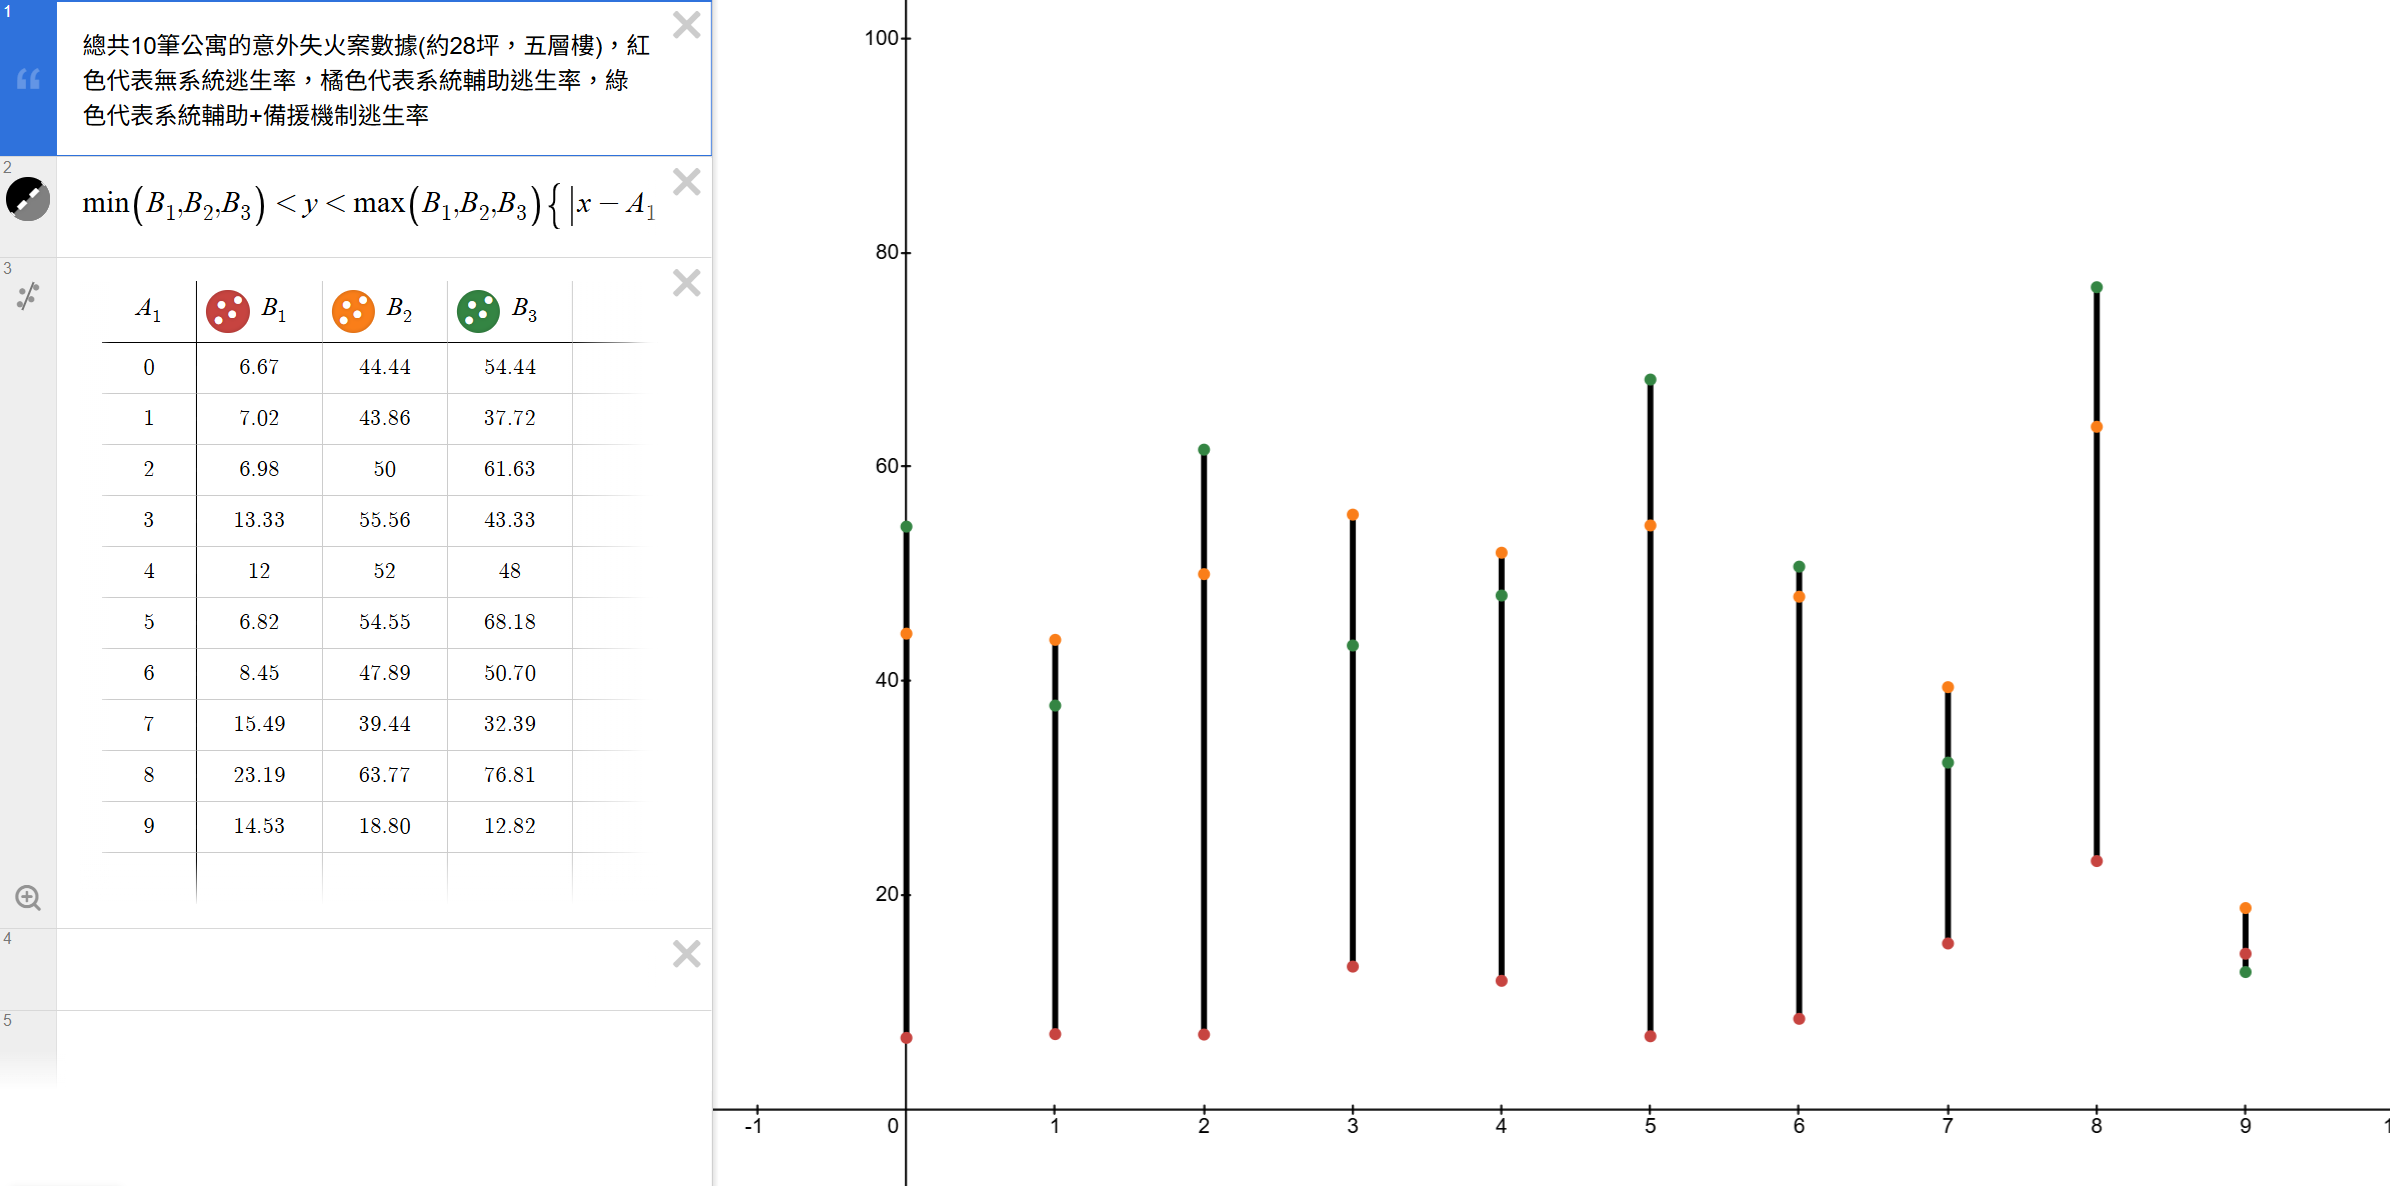 1
總共10筆公寓的意外失火案數據(約28坪，五層樓)，紅
色代表無系統逃生率，橘色代表系統輔助逃生率，綠
色代表系統輔助+備援機制逃生率
2
min(B₁,B₂,B₃) < y < max(B₁,B₂,B₃){|x − A₁
3
A₁ B₁ B₂ B₃
0 6.67 44.44 54.44
1 7.02 43.86 37.72
2 6.98 50 61.63
3 13.33 55.56 43.33
4 12 52 48
5 6.82 54.55 68.18
6 8.45 47.89 50.70
7 15.49 39.44 32.39
8 23.19 63.77 76.81
9 14.53 18.80 12.82
4
5
100
80
60
40
20
-1 0 1 2 3 4 5 6 7 8 9 1